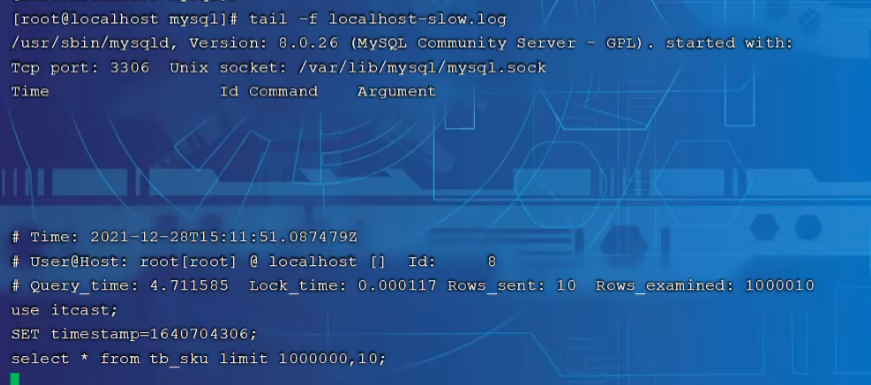 [root@localhost mysql]# tail -f localhost-slow.log
/usr/sbin/mysqld, Version: 8.0.26 (MySQL Community Server - GPL). started with:
Tcp port: 3306  Unix socket: /var/lib/mysql/mysql.sock
Time                 Id Command    Argument
# Time: 2021-12-28T15:11:51.087479Z
# User@Host: root[root] @ localhost []  Id:     8
# Query_time: 4.711585  Lock_time: 0.000117 Rows_sent: 10  Rows_examined: 1000010
use itcast;
SET timestamp=1640704306;
select * from tb_sku limit 1000000,10;